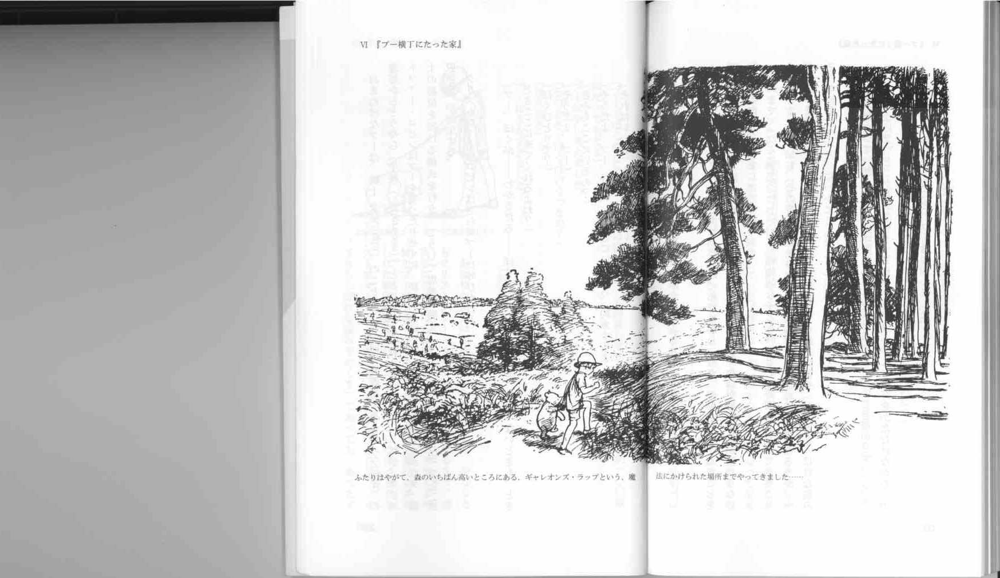 Ⅵ 『プー横丁にたった家』
ふたりはやがて、森のいちばん高いところにある、ギャレオンズ・ラップという、魔法にかけられた場所までやってきました……